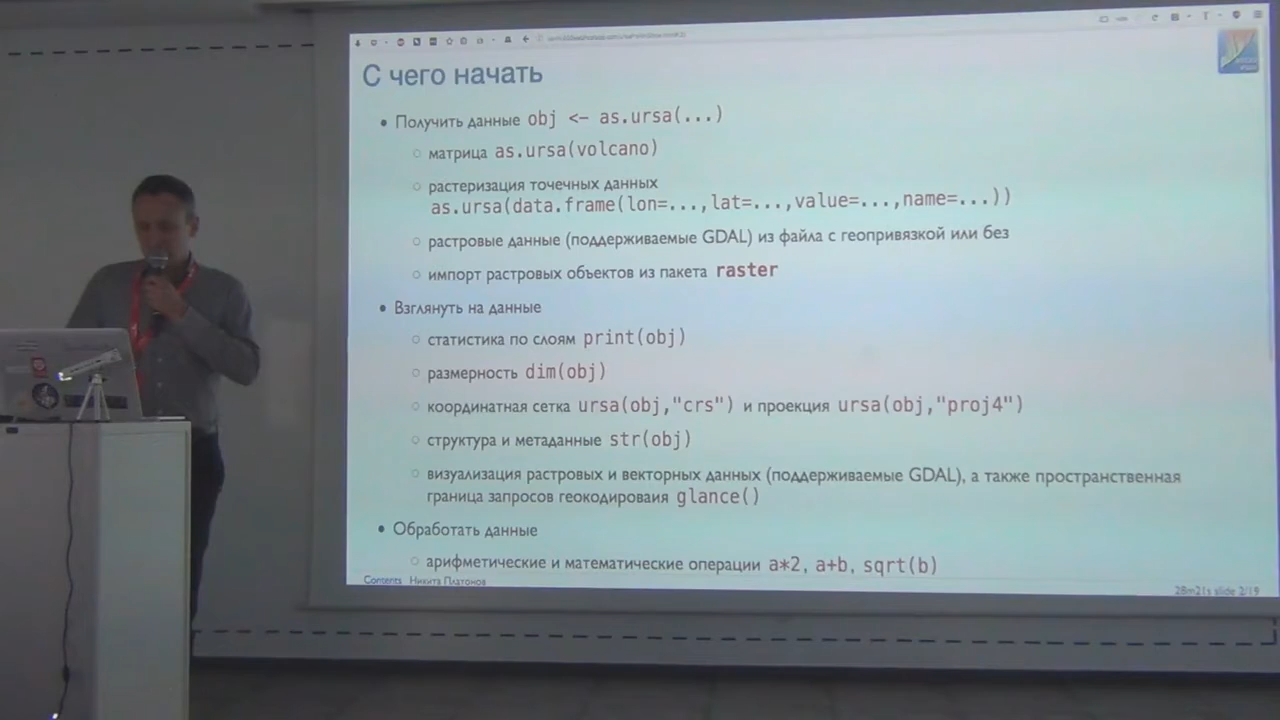 С чего начать
• Получить данные obj <- as.ursa(...)
○ матрица as.ursa(volcano)
○ растеризация точечных данных
as.ursa(data.frame(lon=...,lat=...,value=...,name=...))
○ растровые данные (поддерживаемые GDAL) из файла с геопривязкой или без
○ импорт растровых объектов из пакета raster
• Взглянуть на данные
○ статистика по слоям print(obj)
○ размерность dim(obj)
○ координатная сетка ursa(obj,"crs") и проекция ursa(obj,"proj4")
○ структура и метаданные str(obj)
○ визуализация растровых и векторных данных (поддерживаемые GDAL), а также пространственная
граница запросов геокодироваия glance()
• Обработать данные
○ арифметические и математические операции a*2, a+b, sqrt(b)
Contents Никита Платонов
28m21s slide 2/19